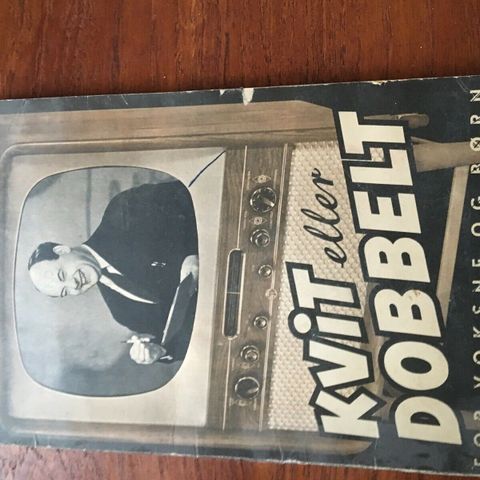 KViT
eller
DOBBELT
FOR VOKSNE OG BØRN